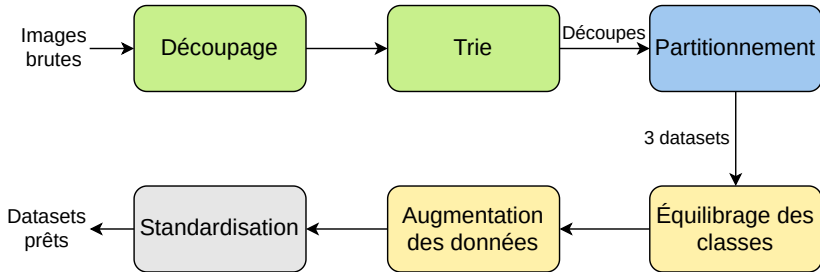 Images
brutes
Découpage
Trie
Découpes
Partitionnement
3 datasets
Équilibrage des
classes
Augmentation
des données
Standardisation
Datasets
prêts